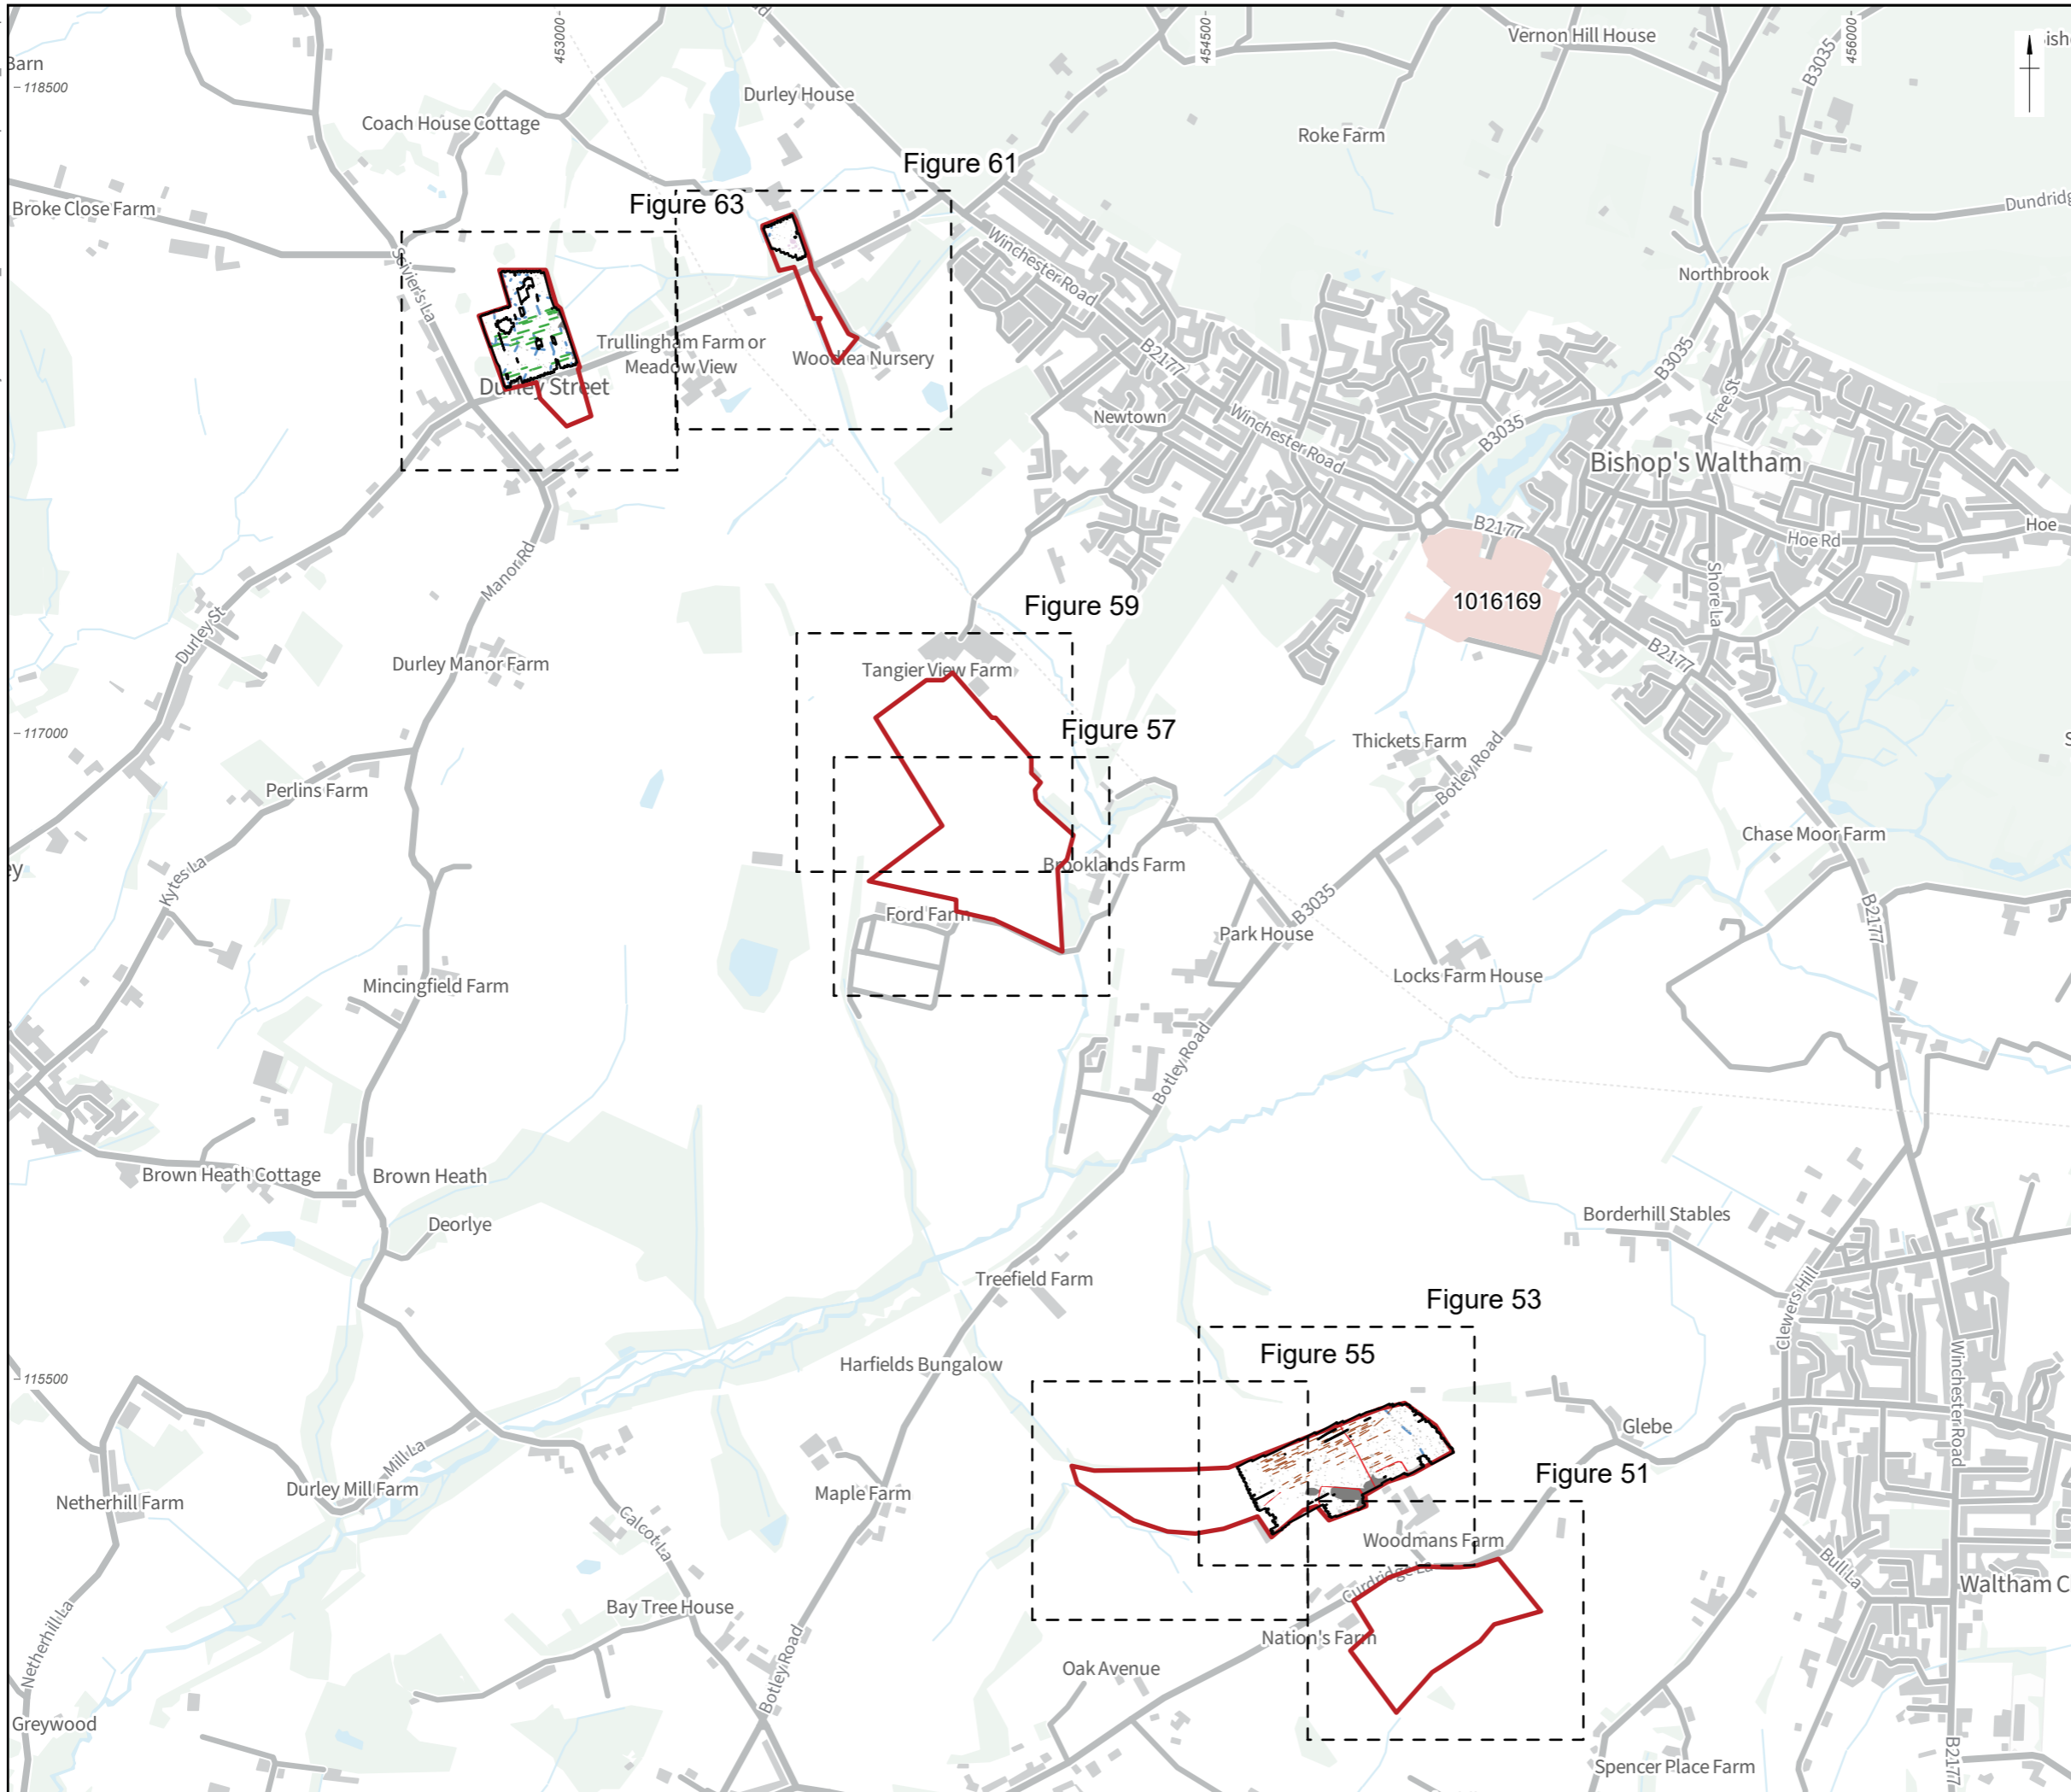 453000
454500
456000
Vernon Hill House
B3035
Barn
118500
Durley House
Coach House Cottage
Roke Farm
Figure 61
Broke Close Farm
Figure 63
Winchester Road
Northbrook
Trullingham Farm or
Meadow View
Woodlea Nursery
B2177
B3035
Durley Street
Free St
Newtown
Winchester Road
B3035
Bishop's Waltham
B2177
Hoe
Hoe Rd
Manor Rd
1016169
Shore La
Figure 59
Durley St
Durley Manor Farm
Tangier View Farm
B2177
117000
Figure 57
Thickets Farm
Botley Road
Perlins Farm
Chase Moor Farm
Brooklands Farm
Kytes La
Ford Farm
B3035
B2177
Park House
Locks Farm House
Mincingfield Farm
Botley Road
Brown Heath Cottage
Brown Heath
Deorlye
Borderhill Stables
Treefield Farm
Clewers Hill
Figure 53
Figure 55
Harfields Bungalow
115500
Winchester Road
Glebe
Mill La
Figure 51
Durley Mill Farm
Netherhill Farm
Maple Farm
Calcot La
Woodmans Farm
Curdridge La
Bull La
Waltham C
Bay Tree House
Netherhill La
Nation's Farm
Botley Road
Oak Avenue
Greywood
Spencer Place Farm
B2177